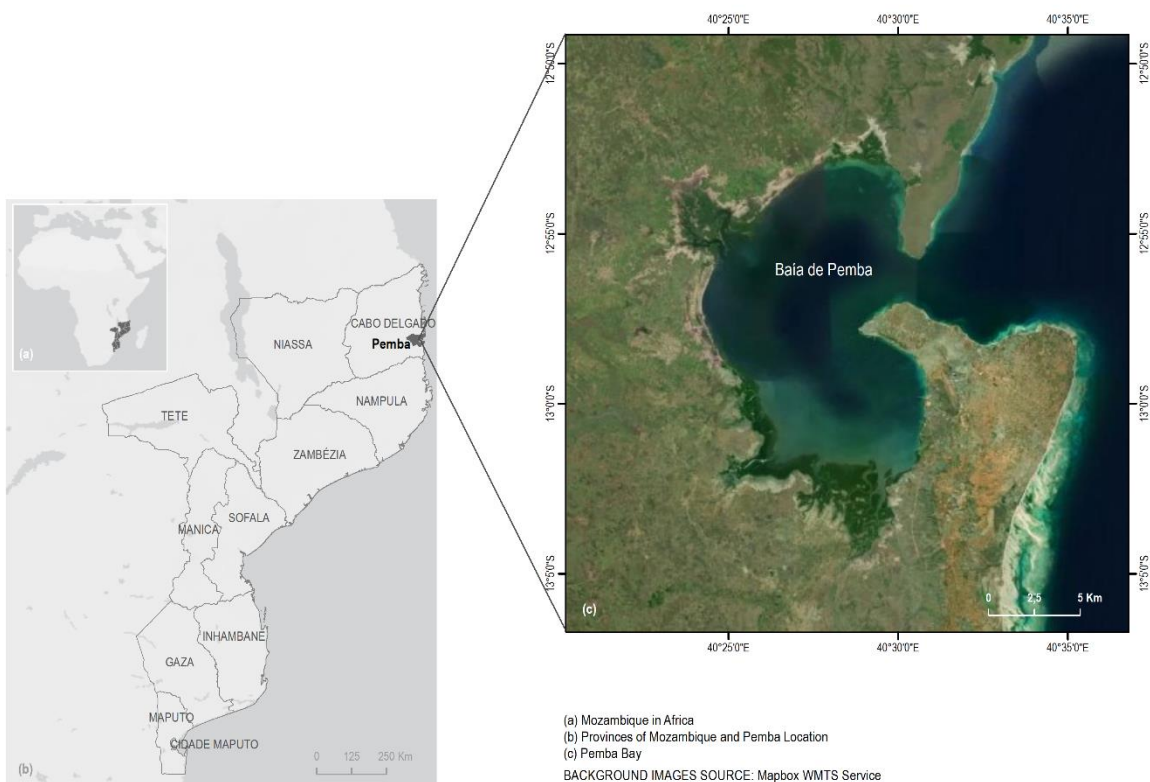 (a)
CABO DELGADO
Pemba
NIASSA
NAMPULA
TETE
ZAMBÉZIA
SOFALA
MANICA
INHAMBANE
GAZA
MAPUTO
CIDADE MAPUTO
0 125 250 Km
(b)
40°25'0"E 40°30'0"E 40°35'0"E
12°50'0"S 12°50'0"S
12°55'0"S 12°55'0"S
Baía de Pemba
13°0'0"S 13°0'0"S
13°5'0"S 13°5'0"S
0 2,5 5 Km
(c)
40°25'0"E 40°30'0"E 40°35'0"E
(a) Mozambique in Africa
(b) Provinces of Mozambique and Pemba Location
(c) Pemba Bay
BACKGROUND IMAGES SOURCE: Mapbox WMTS Service